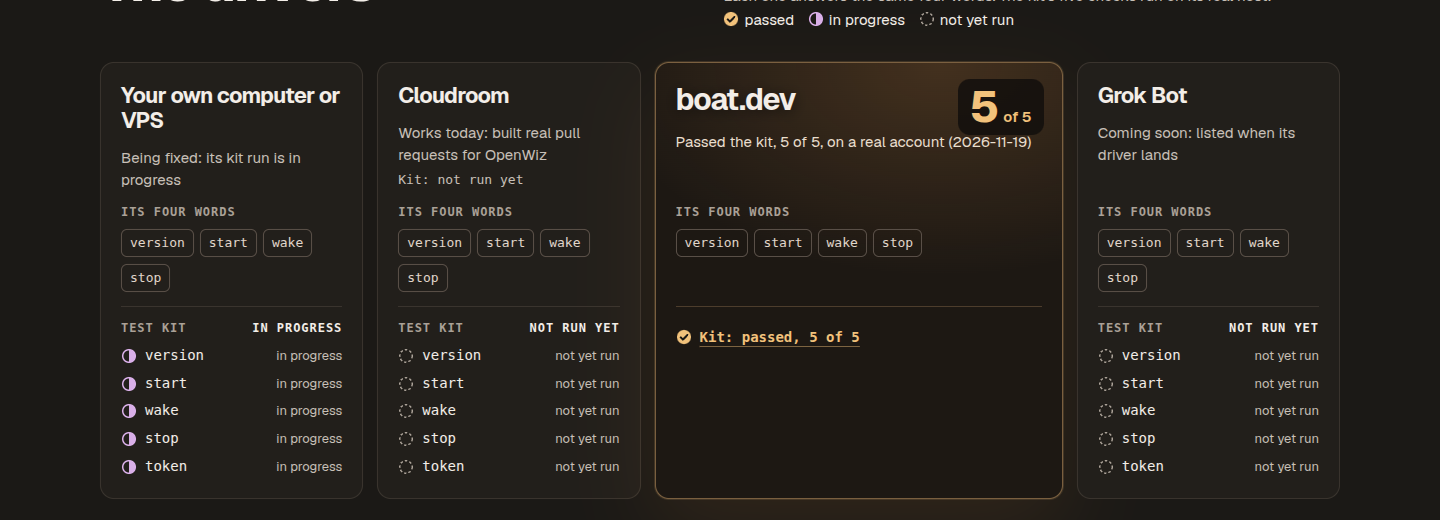 passed in progress not yet run
Your own computer or
VPS
Being fixed: its kit run is in
progress
ITS FOUR WORDS
version start wake
stop
TEST KIT IN PROGRESS
version in progress
start in progress
wake in progress
stop in progress
token in progress
Cloudroom
Works today: built real pull
requests for OpenWiz
Kit: not run yet
ITS FOUR WORDS
version start wake
stop
TEST KIT NOT RUN YET
version not yet run
start not yet run
wake not yet run
stop not yet run
token not yet run
boat.dev
5 of 5
Passed the kit, 5 of 5, on a real account (2026-11-19)
ITS FOUR WORDS
version start wake stop
Kit: passed, 5 of 5
Grok Bot
Coming soon: listed when its
driver lands
ITS FOUR WORDS
version start wake
stop
TEST KIT NOT RUN YET
version not yet run
start not yet run
wake not yet run
stop not yet run
token not yet run